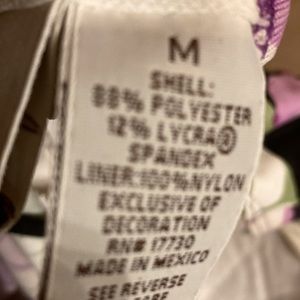 M
SHELL:
88% POLYESTER
12% LYCRA®
SPANDEX
LINER:100%NYLON
EXCLUSIVE OF
DECORATION
RN# 17730
MADE IN MEXICO
SEE REVERSE